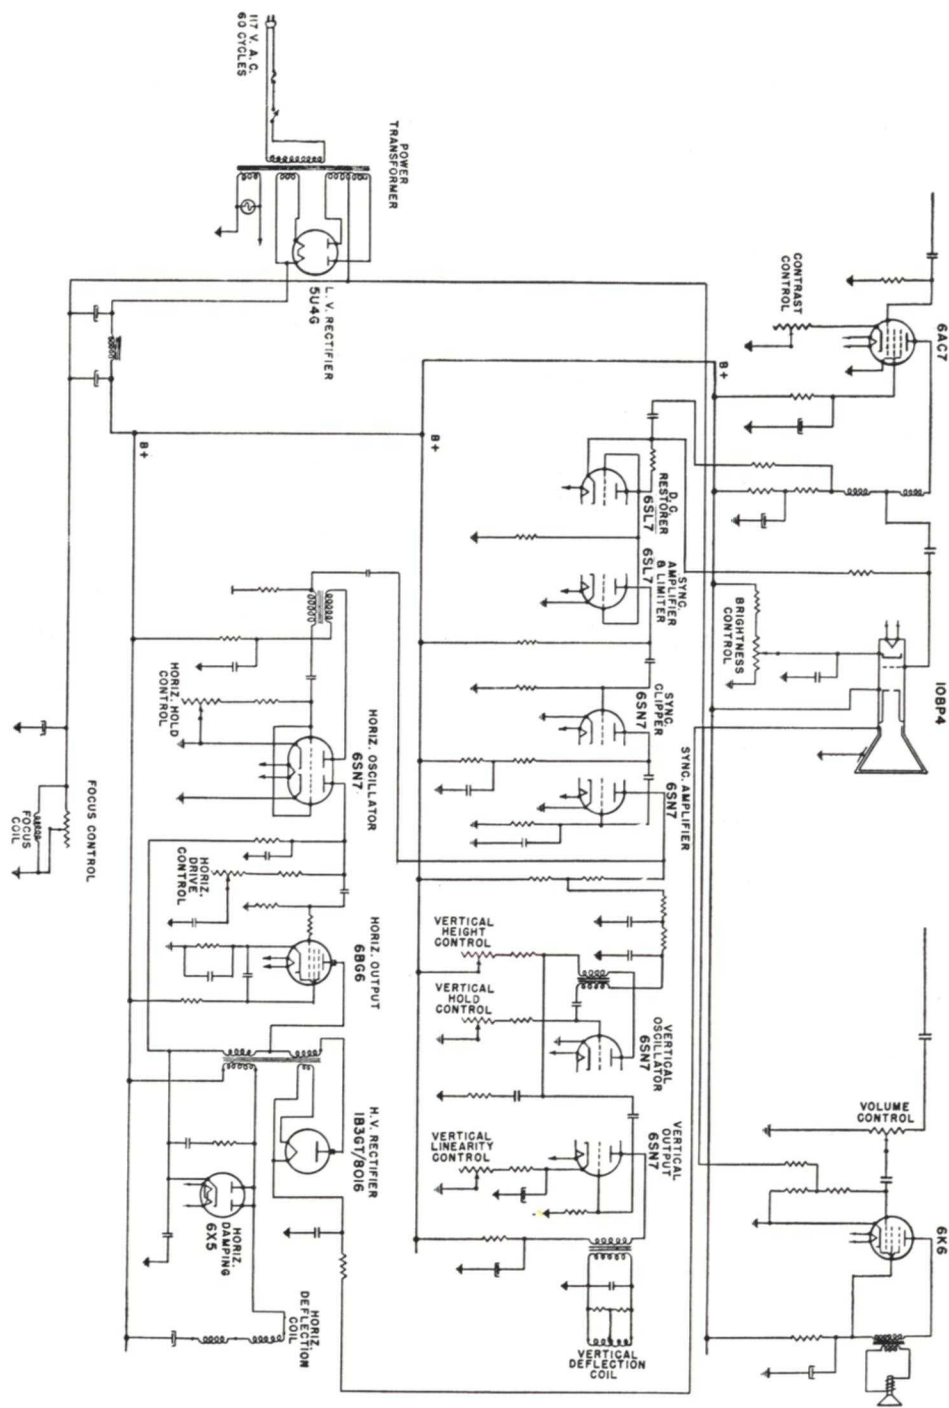 117 V. A. C.
60 CYCLES
POWER
TRANSFORMER
L. V. RECTIFIER
5U4G
CONTRAST
CONTROL
6AC7
B+
B+
B+
D.C.
RESTORER
6SL7
SYNC.
AMPLIFIER
& LIMITER
6SL7
SYNC.
CLIPPER
6SN7
SYNC. AMPLIFIER
6SN7
BRIGHTNESS
CONTROL
10BP4
HORIZ. HOLD
CONTROL
HORIZ. OSCILLATOR
6SN7
FOCUS CONTROL
FOCUS
COIL
HORIZ.
DRIVE
CONTROL
HORIZ. OUTPUT
6BG6
VERTICAL
HEIGHT
CONTROL
VERTICAL
HOLD
CONTROL
VERTICAL
OSCILLATOR
6SN7
VERTICAL
OUTPUT
6SN7
VERTICAL
LINEARITY
CONTROL
H.V. RECTIFIER
1B3GT/8016
HORIZ.
DAMPING
6X5
HORIZ.
DEFLECTION
COIL
VERTICAL
DEFLECTION
COIL
VOLUME
CONTROL
6K6